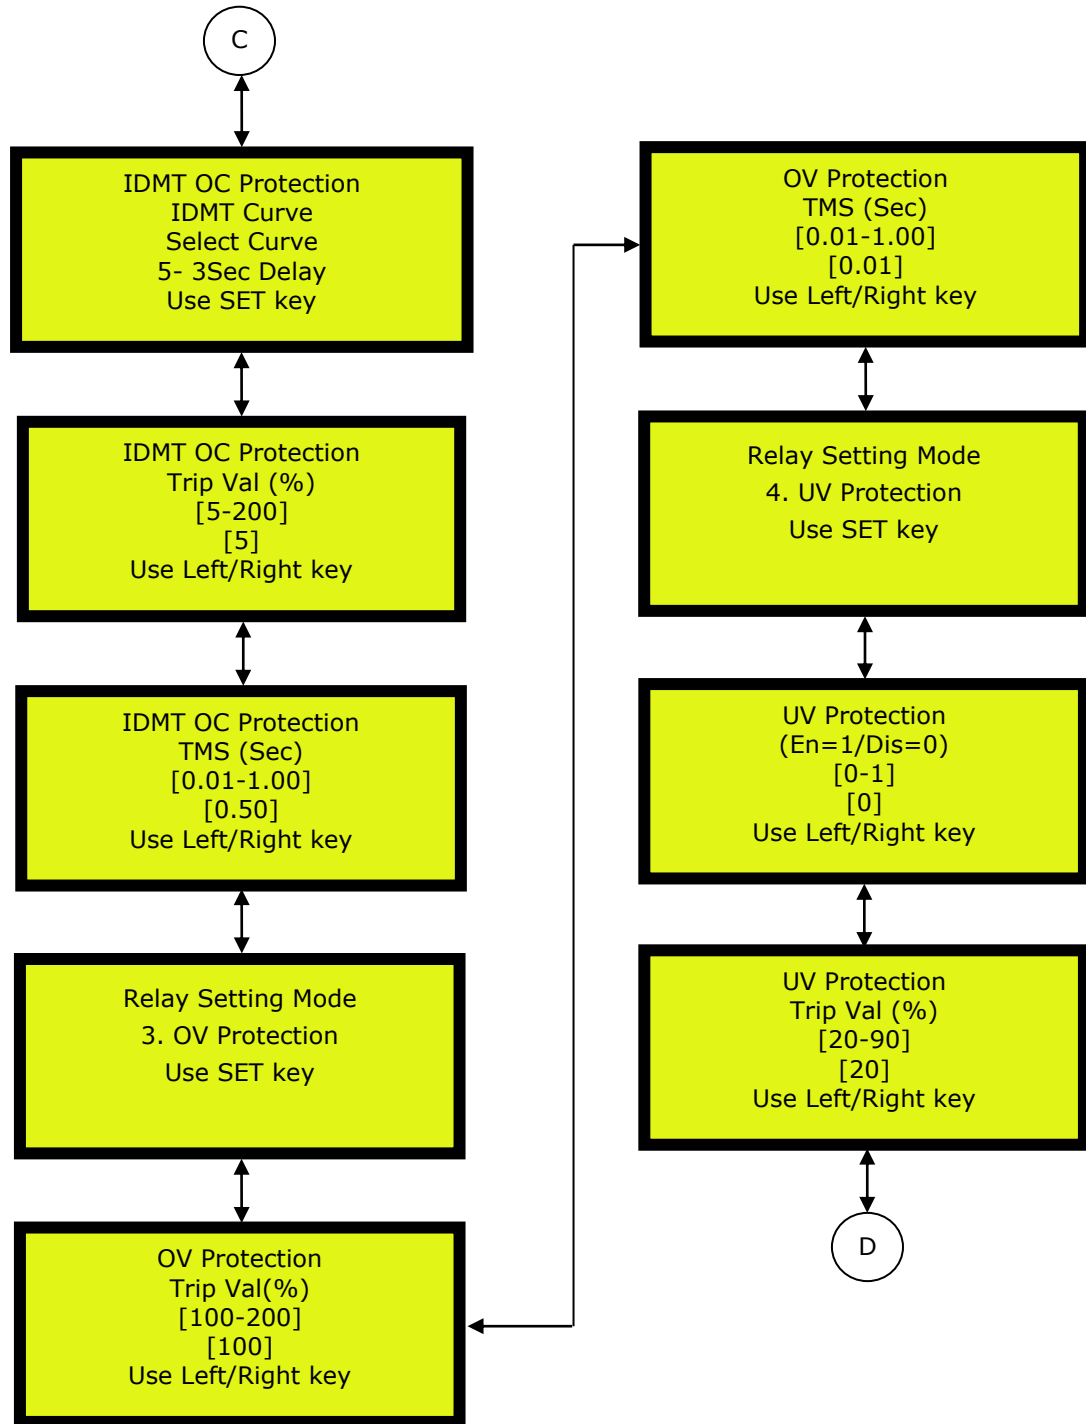 C
IDMT OC Protection
IDMT Curve
Select Curve
5- 3Sec Delay
Use SET key
IDMT OC Protection
Trip Val (%)
[5-200]
[5]
Use Left/Right key
IDMT OC Protection
TMS (Sec)
[0.01-1.00]
[0.50]
Use Left/Right key
Relay Setting Mode
3. OV Protection
Use SET key
OV Protection
Trip Val(%)
[100-200]
[100]
Use Left/Right key
OV Protection
TMS (Sec)
[0.01-1.00]
[0.01]
Use Left/Right key
Relay Setting Mode
4. UV Protection
Use SET key
UV Protection
(En=1/Dis=0)
[0-1]
[0]
Use Left/Right key
UV Protection
Trip Val (%)
[20-90]
[20]
Use Left/Right key
D